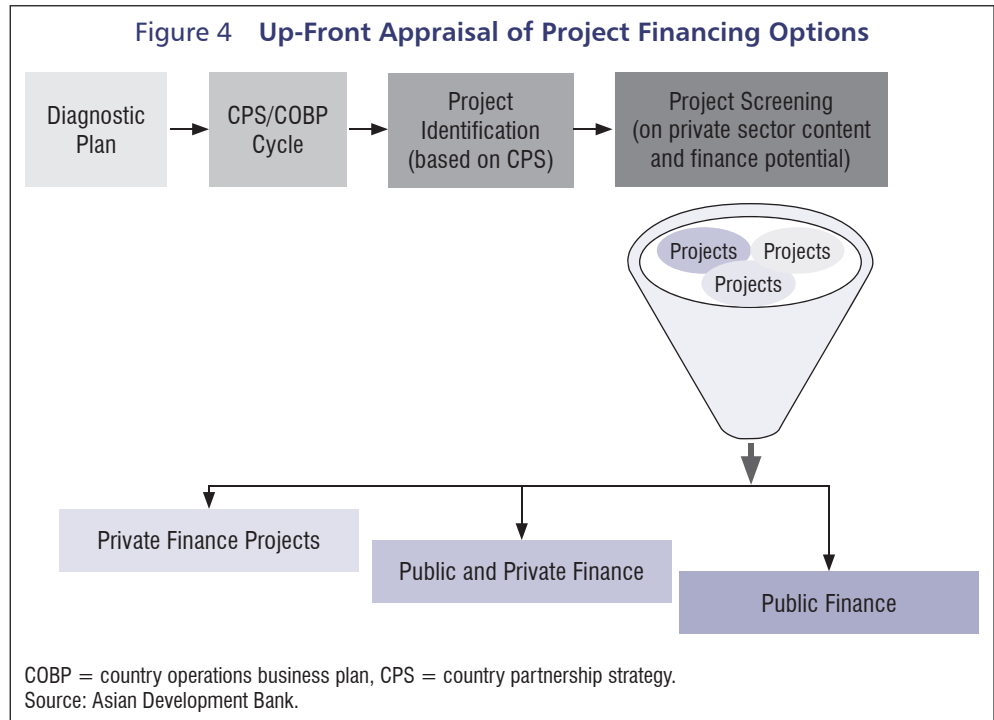 Figure 4 Up-Front Appraisal of Project Financing Options
Diagnostic
Plan
CPS/COBP
Cycle
Project
Identification
(based on CPS)
Project Screening
(on private sector content
and finance potential)
Projects
Projects
Projects
Private Finance Projects
Public and Private Finance
Public Finance
COBP = country operations business plan, CPS = country partnership strategy.
Source: Asian Development Bank.